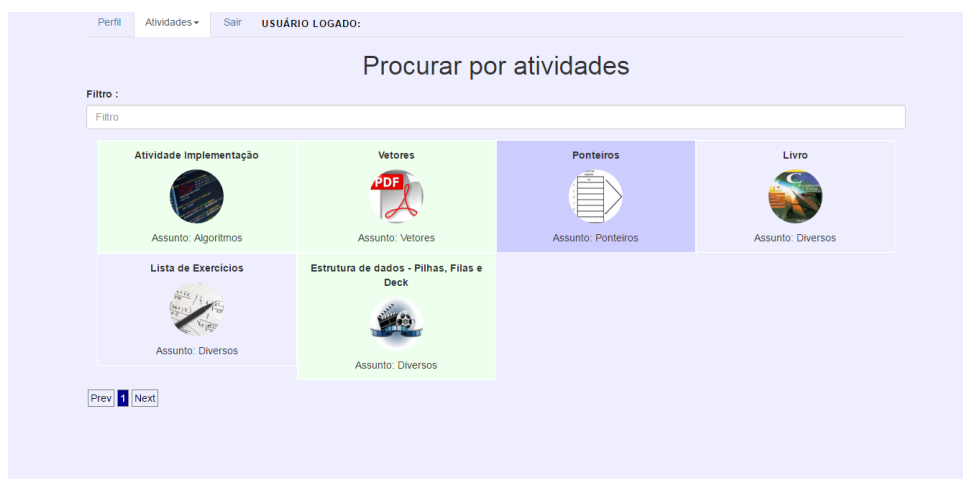 Perfil Atividades Sair USUÁRIO LOGADO:
Procurar por atividades
Filtro :
Filtro
Atividade Implementação
Assunto: Algoritmos
Vetores
PDF
Assunto: Vetores
Ponteiros
Assunto: Ponteiros
Livro
C
Assunto: Diversos
Lista de Exercícios
Assunto: Diversos
Estrutura de dados - Pilhas, Filas e
Deck
Assunto: Diversos
Prev 1 Next